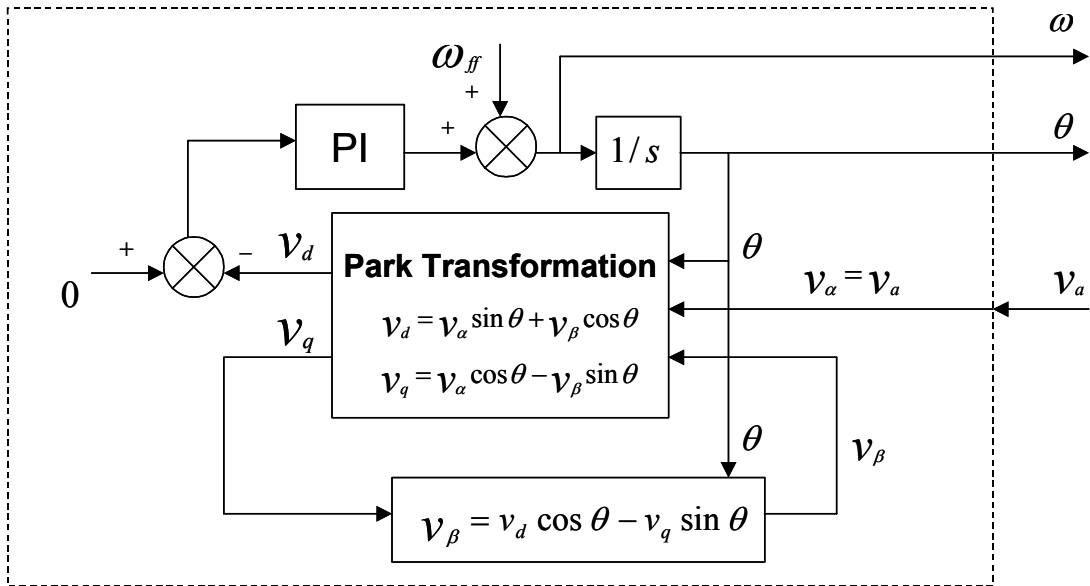 ω
ω_ff
+
θ
+
PI
1/s
+
0
−
v_d
Park Transformation
v_d = v_α sin θ + v_β cos θ
v_q = v_α cos θ − v_β sin θ
θ
v_α = v_a
v_a
v_q
θ
v_β
v_β = v_d cos θ − v_q sin θ